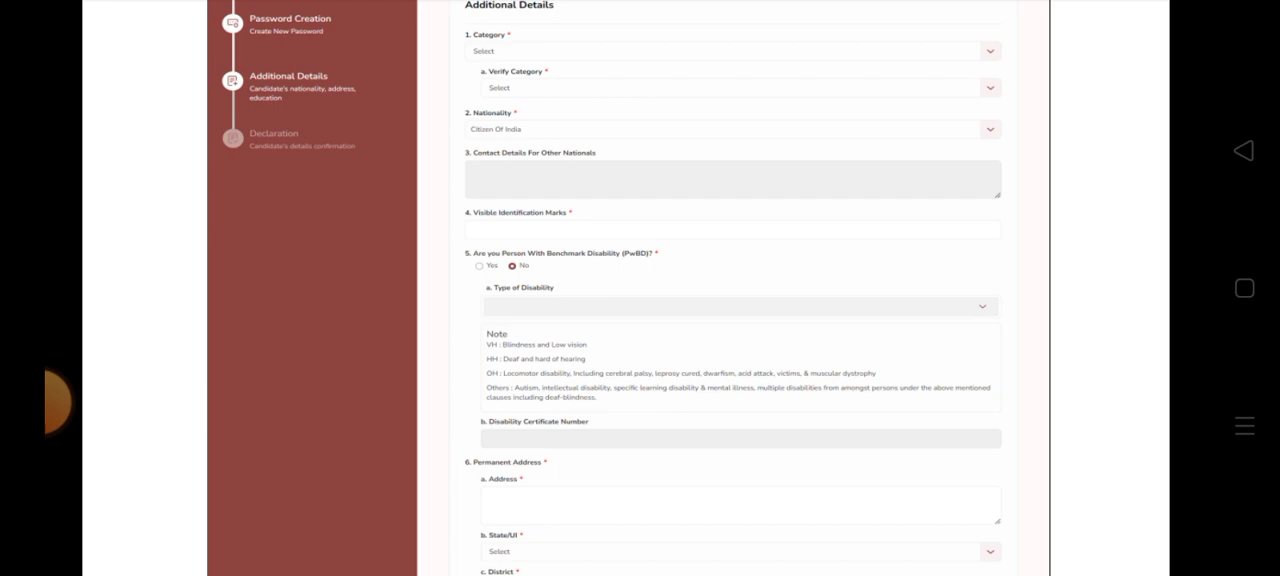 Password Creation
Create New Password
Additional Details
Candidate's nationality, address,
education
Declaration
Candidate's details confirmation
Additional Details
1. Category *
Select
a. Verify Category *
Select
2. Nationality *
Citizen Of India
3. Contact Details For Other Nationals
4. Visible Identification Marks *
5. Are you Person With Benchmark Disability (PwBD)? *
Yes No
a. Type of Disability
Note
VH : Blindness and Low vision
HH : Deaf and hard of hearing
OH : Locomotor disability, Including cerebral palsy, leprosy cured, dwarfism, acid attack, victims, & muscular dystrophy
Others : Autism, intellectual disability, specific learning disability & mental illness, multiple disabilities from amongst persons under the above mentioned
clauses including deaf-blindness.
b. Disability Certificate Number
6. Permanent Address *
a. Address *
b. State/UI *
Select
c. District *